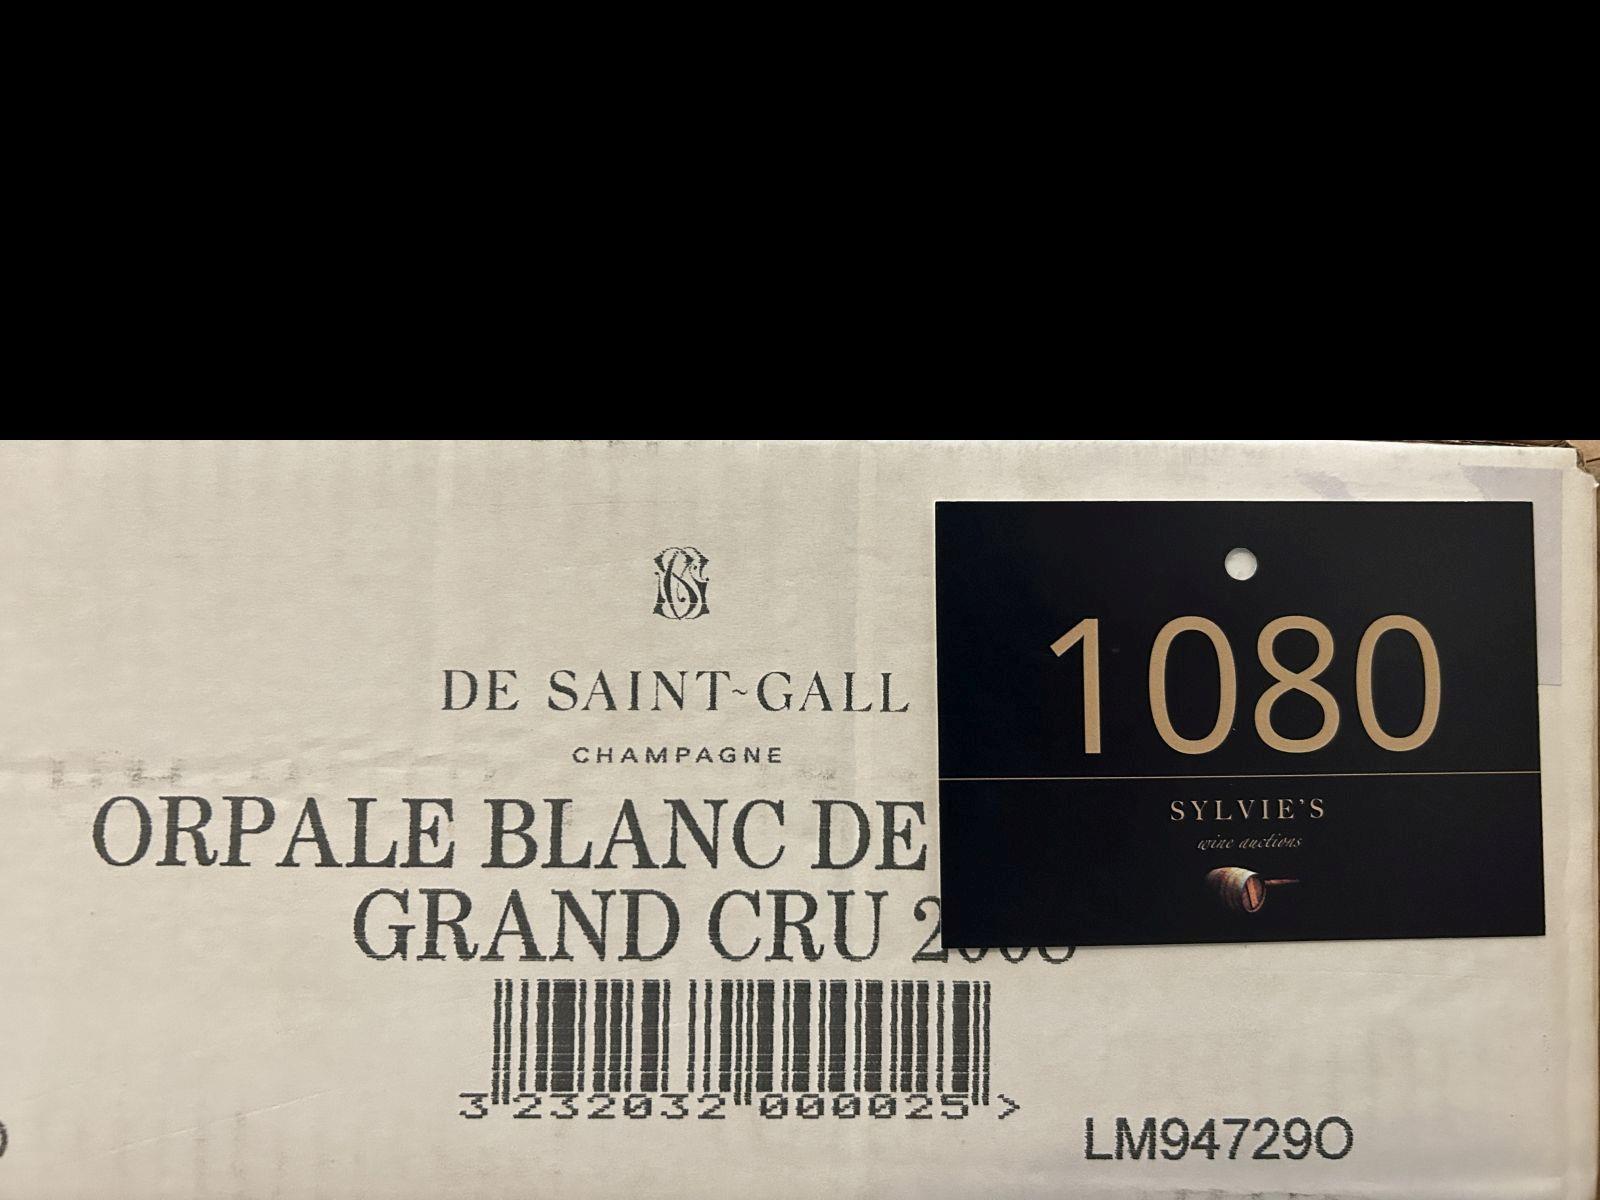 DE SAINT~GALL
CHAMPAGNE
ORPALE BLANC DE
GRAND CRU
3"232032"000025">
LM94729O
1080
SYLVIE'S
wine auctions